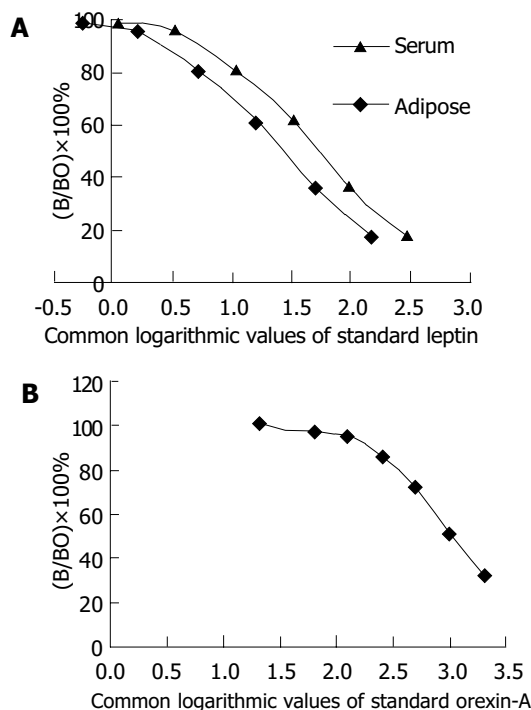 A
100
80
60
40
20
0
(B/BO)×100%
Serum
Adipose
-0.5 0.0 0.5 1.0 1.5 2.0 2.5 3.0
Common logarithmic values of standard leptin
B
120
100
80
60
40
20
0
(B/BO)×100%
0.0 0.5 1.0 1.5 2.0 2.5 3.0 3.5
Common logarithmic values of standard orexin-A